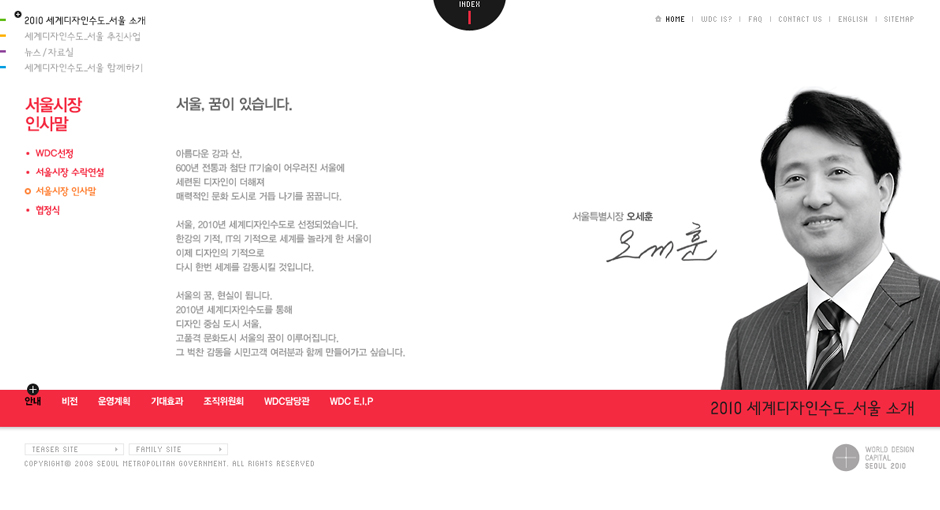 INDEX
2010 세계디자인수도_서울 소개
세계디자인수도_서울 추진사업
뉴스/자료실
세계디자인수도_서울 함께하기
HOME | WDC IS? | FAQ | CONTACT US | ENGLISH | SITEMAP
서울시장
인사말
WDC선정
서울시장 수락연설
서울시장 인사말
협정식
서울, 꿈이 있습니다.
아름다운 강과 산,
600년 전통과 첨단 IT기술이 어우러진 서울에
세련된 디자인이 더해져
매력적인 문화 도시로 거듭 나기를 꿈꿉니다.
서울, 2010년 세계디자인수도로 선정되었습니다.
한강의 기적, IT의 기적으로 세계를 놀라게 한 서울이
이제 디자인의 기적으로
다시 한번 세계를 감동시킬 것입니다.
서울의 꿈, 현실이 됩니다.
2010년 세계디자인수도를 통해
디자인 중심 도시 서울,
고품격 문화도시 서울의 꿈이 이루어집니다.
그 벅찬 감동을 시민고객 여러분과 함께 만들어가고 싶습니다.
서울특별시장 오세훈
오세훈
안내 비전 운영계획 기대효과 조직위원회 WDC담당관 WDC E.I.P
2010 세계디자인수도_서울 소개
TEASER SITE FAMILY SITE
COPYRIGHT© 2008 SEOUL METROPOLITAN GOVERNMENT. ALL RIGHTS RESERVED
WORLD DESIGN
CAPITAL
SEOUL 2010